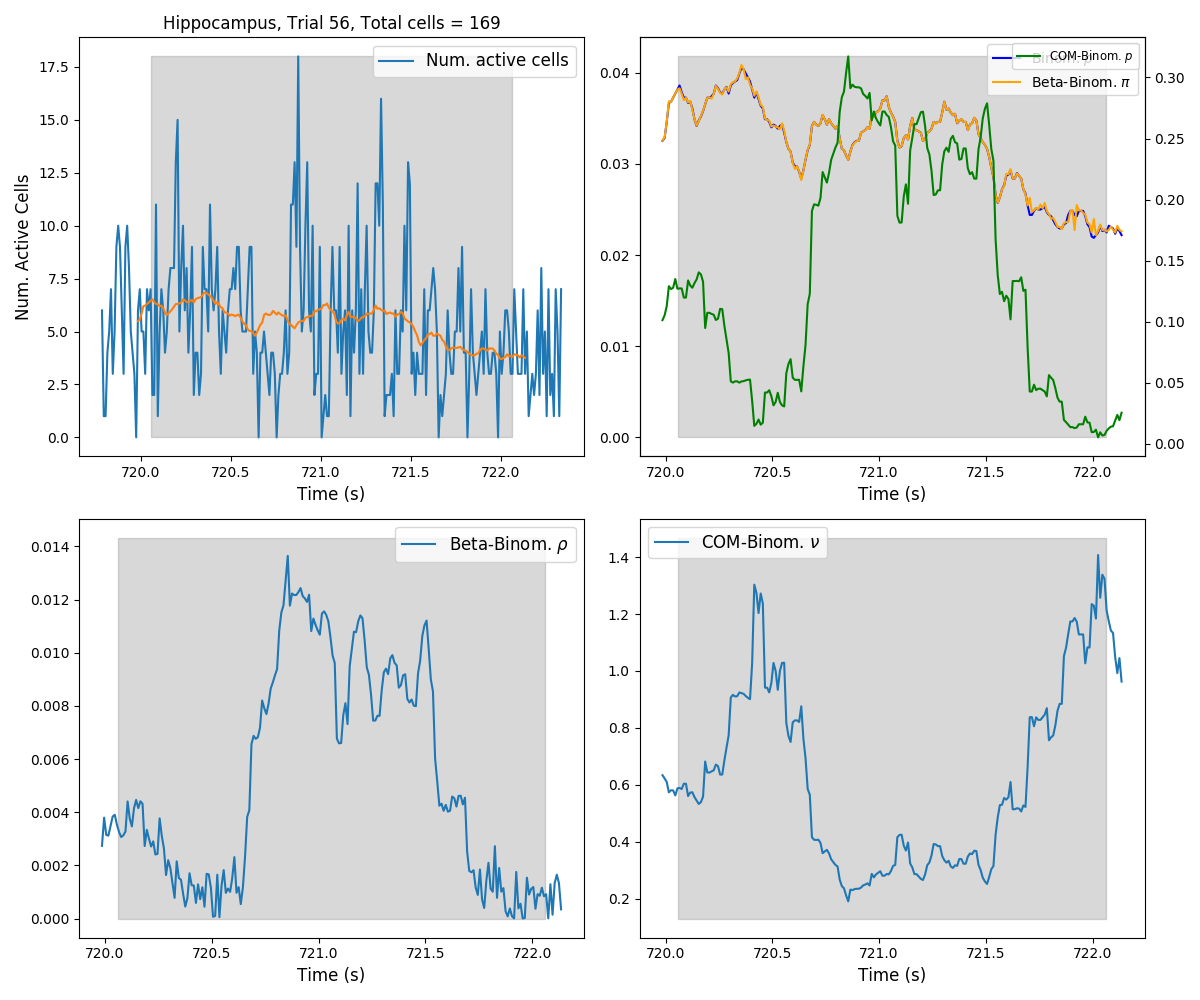 Hippocampus, Trial 56, Total cells = 169
Num. active cells
Num. Active Cells
17.5
15.0
12.5
10.0
7.5
5.0
2.5
0.0
720.0 720.5 721.0 721.5 722.0
Time (s)
COM-Binom. p
Binom. p
Beta-Binom. π
0.04
0.03
0.02
0.01
0.00
0.30
0.25
0.20
0.15
0.10
0.05
0.00
720.0 720.5 721.0 721.5 722.0
Time (s)
Beta-Binom. ρ
0.014
0.012
0.010
0.008
0.006
0.004
0.002
0.000
720.0 720.5 721.0 721.5 722.0
Time (s)
COM-Binom. ν
1.4
1.2
1.0
0.8
0.6
0.4
0.2
720.0 720.5 721.0 721.5 722.0
Time (s)